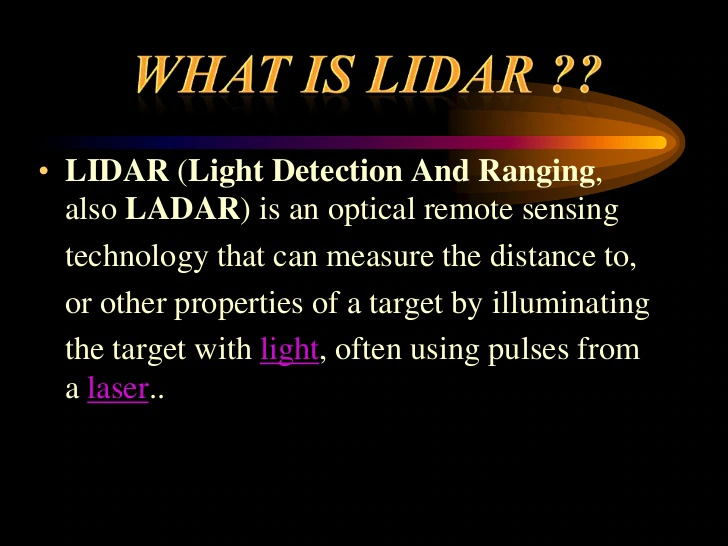 WHAT IS LIDAR ??
• LIDAR (Light Detection And Ranging,
also LADAR) is an optical remote sensing
technology that can measure the distance to,
or other properties of a target by illuminating
the target with light, often using pulses from
a laser..